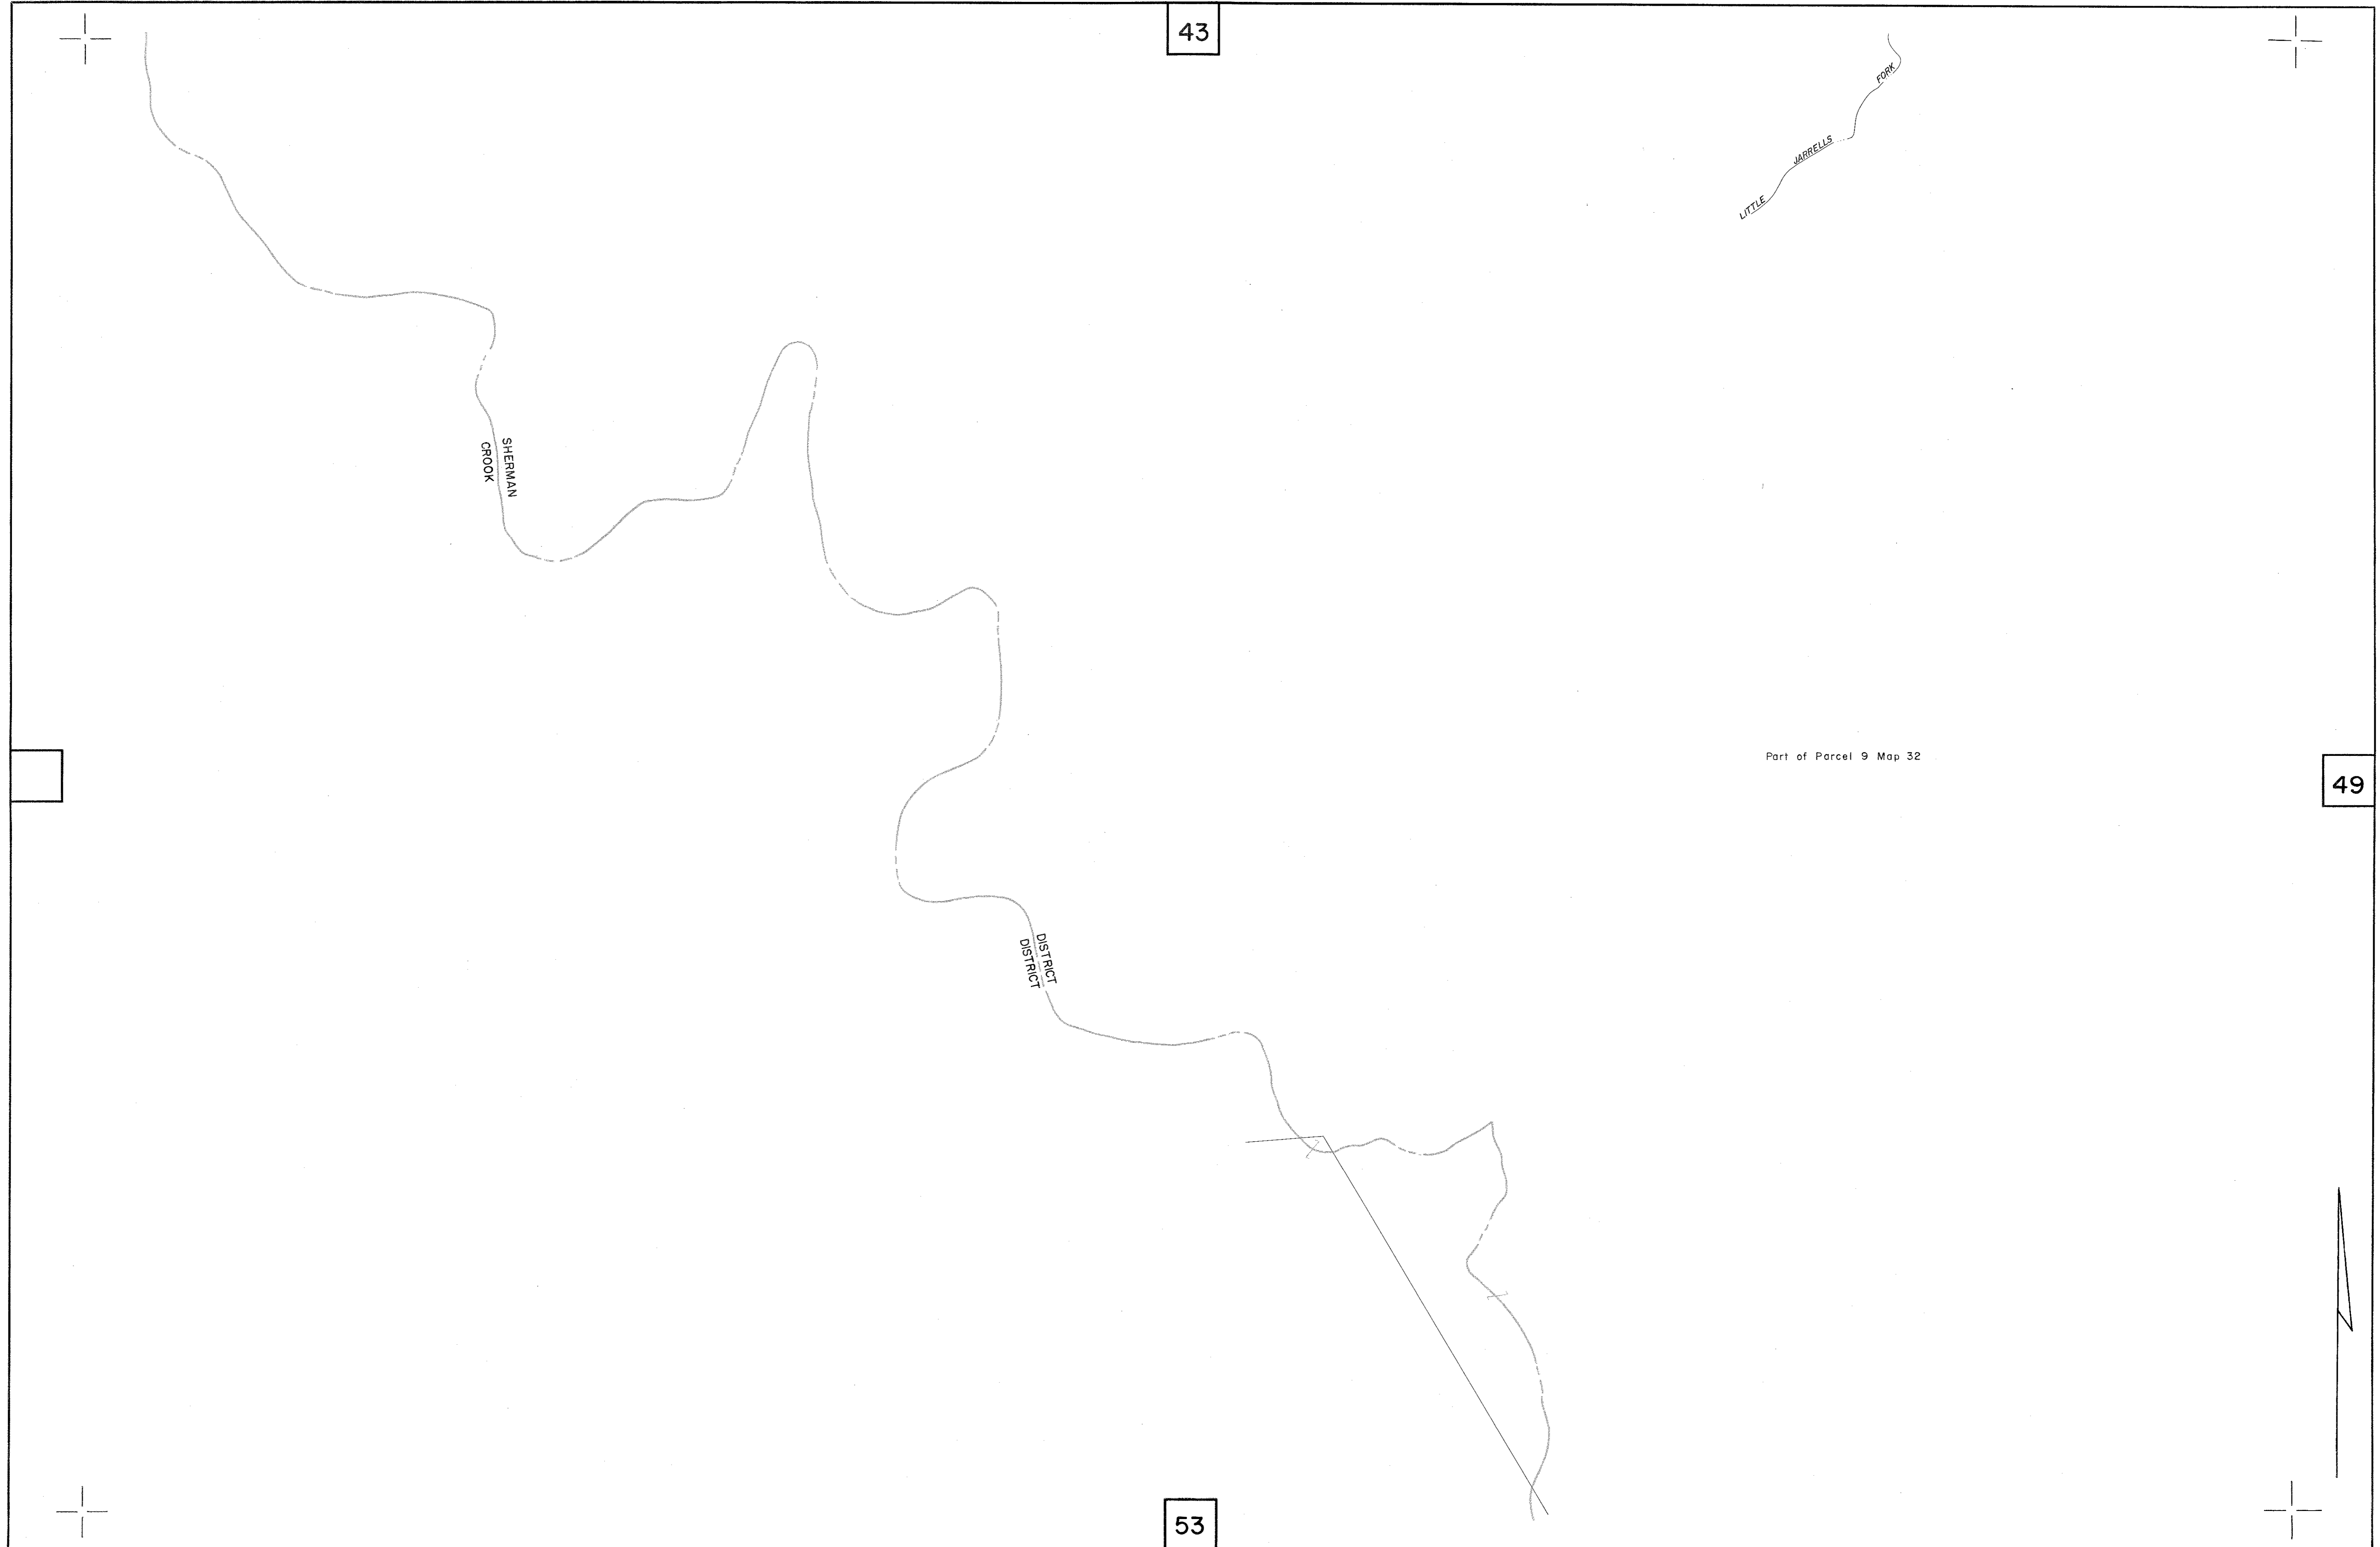 43
FORK
JARRELLS
LITTLE
SHERMAN
CROOK
Part of Parcel 9 Map 32
49
DISTRICT
DISTRICT
53